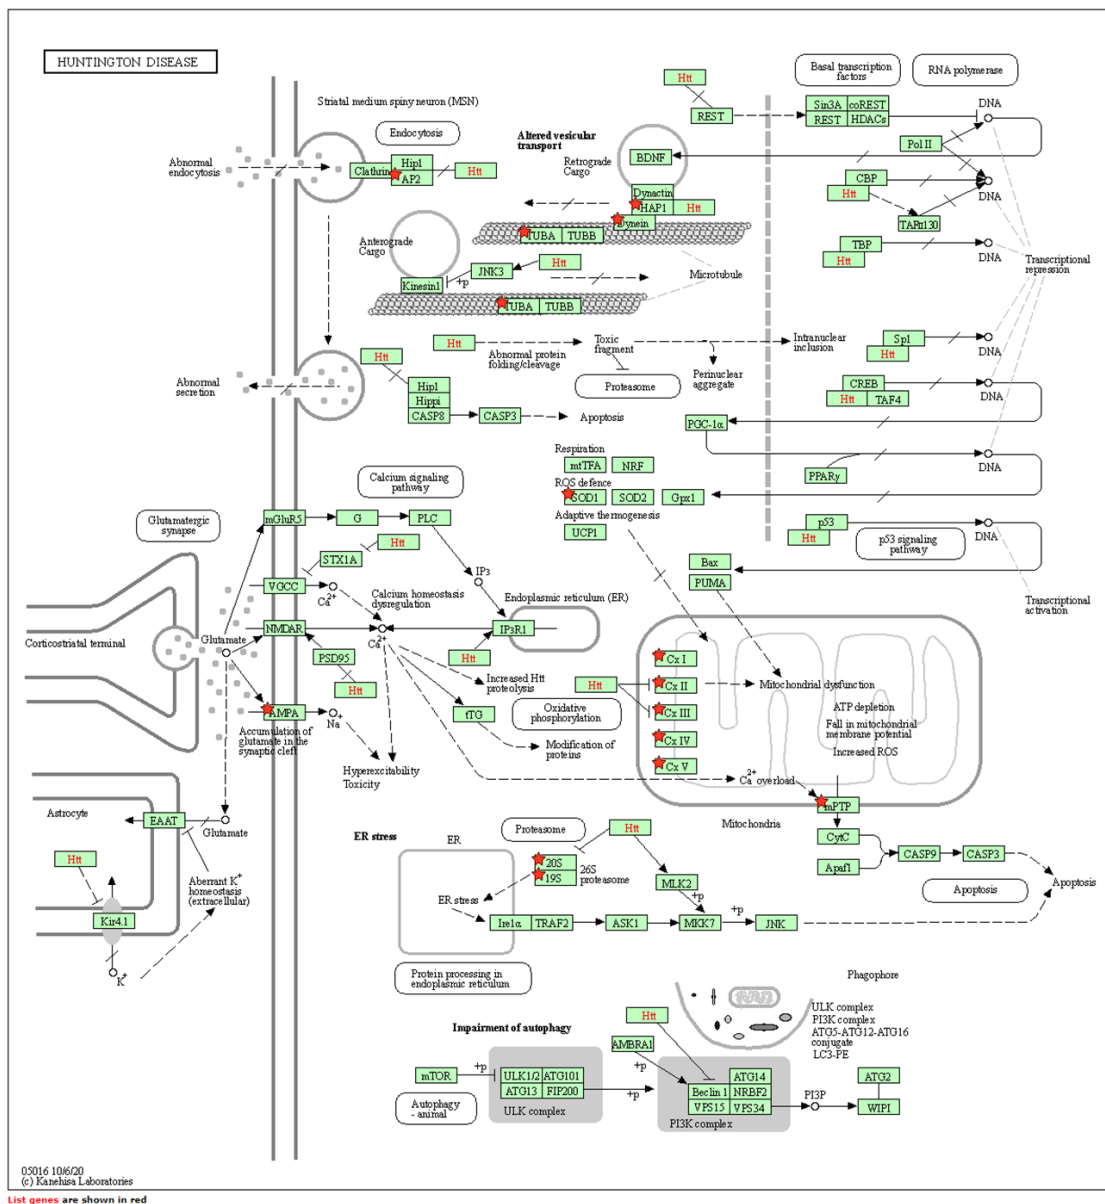 HUNTINGTON DISEASE
Striatal medium spiny neuron (MSN)
Endocytosis
Abnormal
endocytosis
Clathrin
Hip1
AP2
Htt
Altered vesicular
transport
Retrograde
Cargo
BDNF
Dynactin
HAP1
Htt
Dynein
TUBA
TUBB
Microtubule
Anterograde
Cargo
Kinesin1
+p
JNK3
Htt
TUBA
TUBB
Htt
REST
Basal transcription
factors
RNA polymerase
Sin3A
coREST
REST
HDACs
DNA
Pol II
CBP
Htt
DNA
TAFII130
TBP
Htt
DNA
Transcriptional
repression
Sp1
Htt
DNA
CREB
Htt
TAF4
DNA
PGC-1α
PPARγ
DNA
p53
Htt
DNA
p53 signaling
pathway
Transcriptional
activation
Htt
Abnormal protein
folding/cleavage
Toxic
fragment
Proteasome
Perinuclear
aggregate
Intranuclear
inclusion
Abnormal
secretion
Htt
Hip1
Hippi
CASP8
CASP3
Apoptosis
Respiration
mtTFA
NRF
ROS defence
SOD1
SOD2
Gpx1
Adaptive thermogenesis
UCP1
Bax
PUMA
Calcium signaling
pathway
Glutamatergic
synapse
mGluR5
G
PLC
Htt
STX1A
VGCC
Ca2+
Calcium homeostasis
dysregulation
IP3
Endoplasmic reticulum (ER)
IP3R1
Htt
Corticostriatal terminal
Glutamate
NMDAR
Ca2+
PSD95
Htt
AMPA
Na+
Accumulation of
glutamate in the
synaptic cleft
Increased Htt
proteolysis
tTG
Modification of
proteins
Hyperexcitability
Toxicity
Oxidative
phosphorylation
Htt
Cx I
Cx II
Cx III
Cx IV
Cx V
Mitochondrial dysfunction
ATP depletion
Fall in mitochondrial
membrane potential
Increased ROS
Ca2+ overload
mPTP
Mitochondria
CytC
Apaf1
CASP9
CASP3
Apoptosis
Apoptosis
Astrocyte
EAAT
Glutamate
Htt
Kir4.1
K+
Aberrant K+
homeostasis
(extracellular)
ER stress
ER
Proteasome
20S
19S
26S
proteasome
Htt
MLK2
+p
ER stress
Ire1α
TRAF2
ASK1
MKK7
+p
JNK
Protein processing in
endoplasmic reticulum
Phagophore
ULK complex
PI3K complex
ATG5-ATG12-ATG16
conjugate
LC3-PE
Impairment of autophagy
Htt
AMBRA1
+p
mTOR
+p
ULK1/2
ATG101
ATG13
FIP200
ULK complex
+p
Autophagy
- animal
ATG14
Beclin 1
NRBF2
VPS15
VPS34
PI3K complex
PI3P
ATG2
WIPI
05016 10/6/20
(c) Kanehisa Laboratories
List genes are shown in red